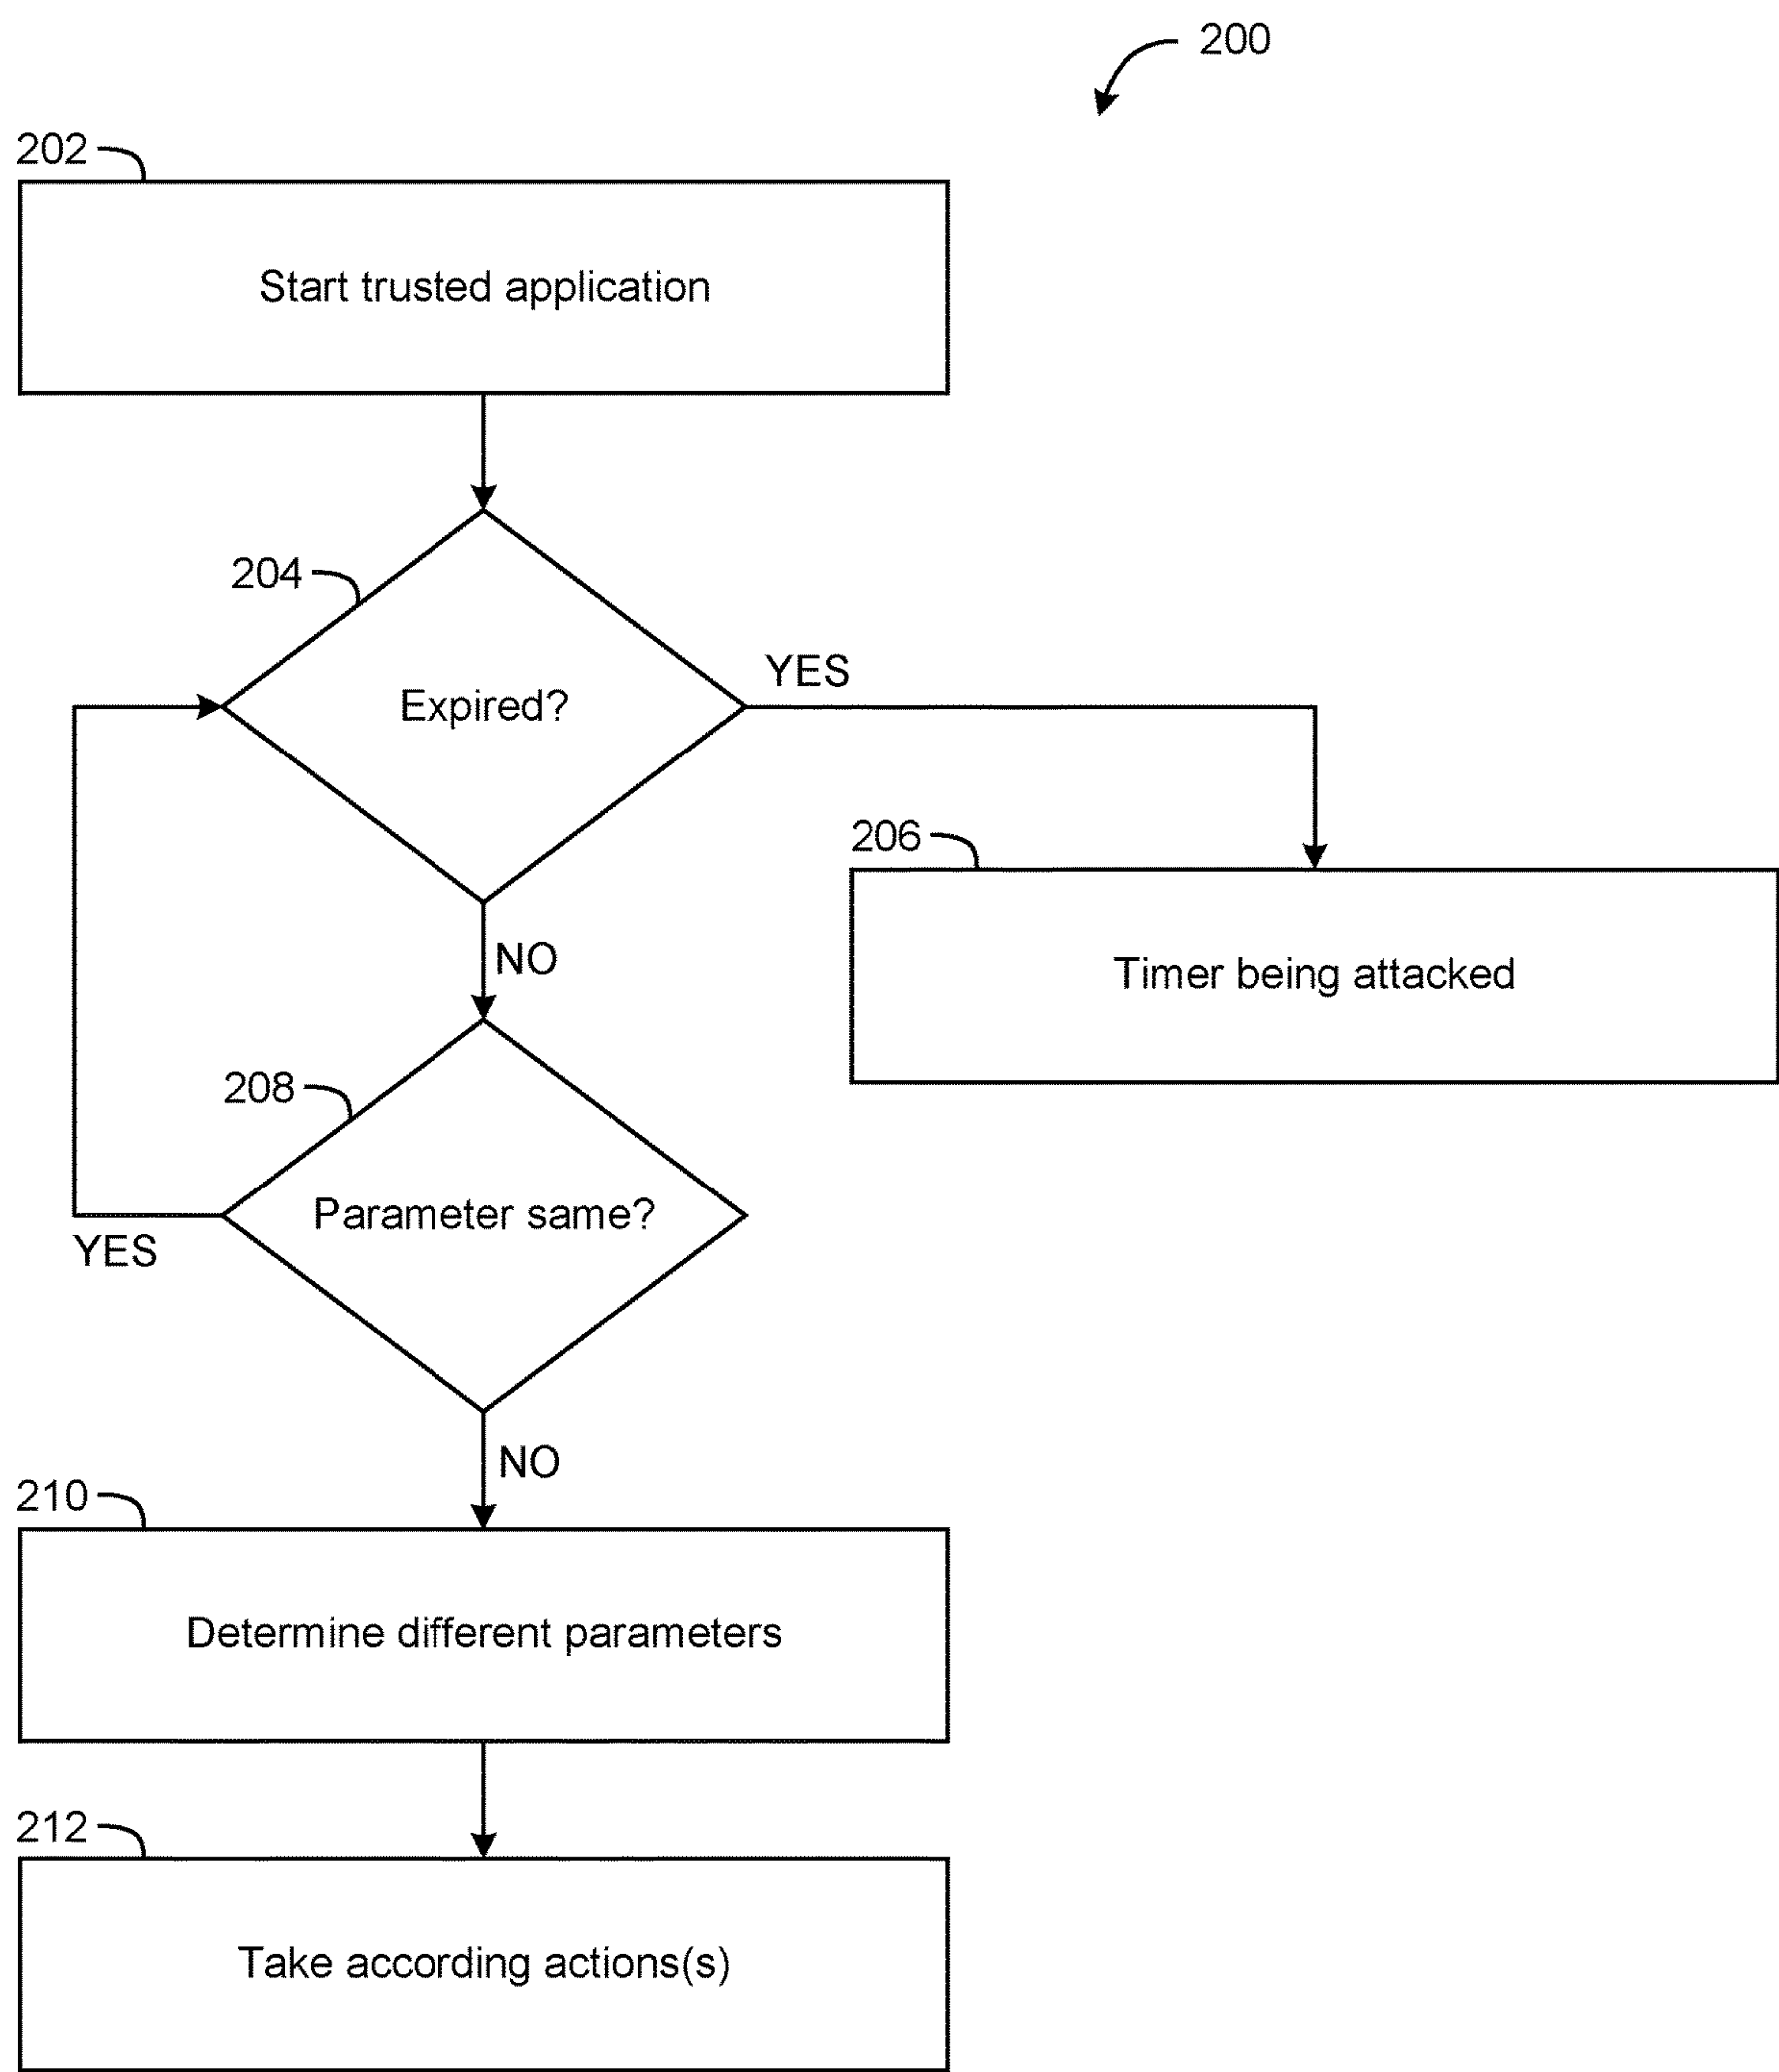 200
202
Start trusted application
204
Expired?
YES
206
Timer being attacked
NO
208
Parameter same?
YES
NO
210
Determine different parameters
212
Take according actions(s)